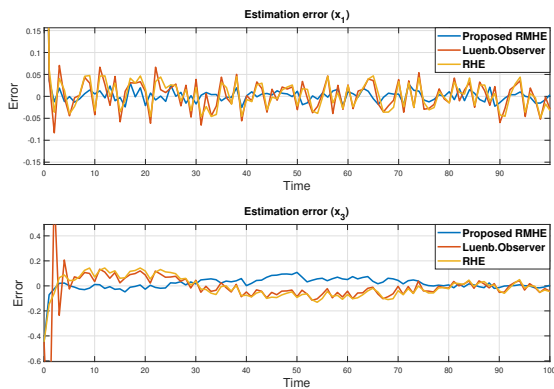 Estimation error (x1)
0.15
0.1
0.05
0
-0.05
-0.1
-0.15
Error
Proposed RMHE
Luenb.Observer
RHE
0 10 20 30 40 50 60 70 80 90 100
Time
Estimation error (x3)
0.4
0.2
0
-0.2
-0.4
-0.6
Error
Proposed RMHE
Luenb.Observer
RHE
0 10 20 30 40 50 60 70 80 90 100
Time